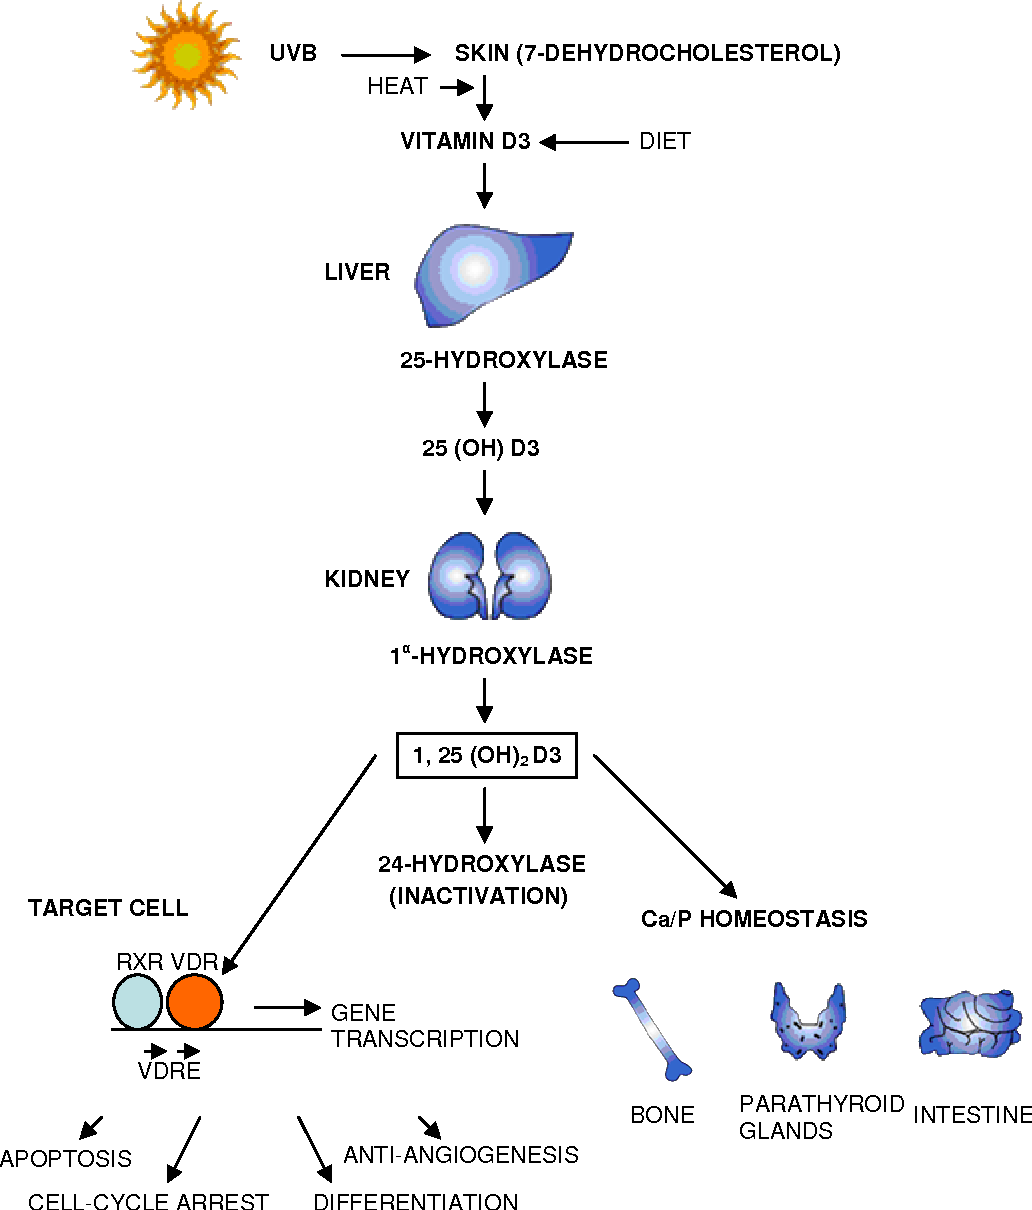 UVB
SKIN (7-DEHYDROCHOLESTEROL)
HEAT
VITAMIN D3
DIET
LIVER
25-HYDROXYLASE
25 (OH) D3
KIDNEY
1α-HYDROXYLASE
1, 25 (OH)₂ D3
24-HYDROXYLASE
(INACTIVATION)
TARGET CELL
Ca/P HOMEOSTASIS
RXR VDR
GENE
TRANSCRIPTION
VDRE
BONE
PARATHYROID
GLANDS
INTESTINE
APOPTOSIS
ANTI-ANGIOGENESIS
CELL-CYCLE ARREST
DIFFERENTIATION